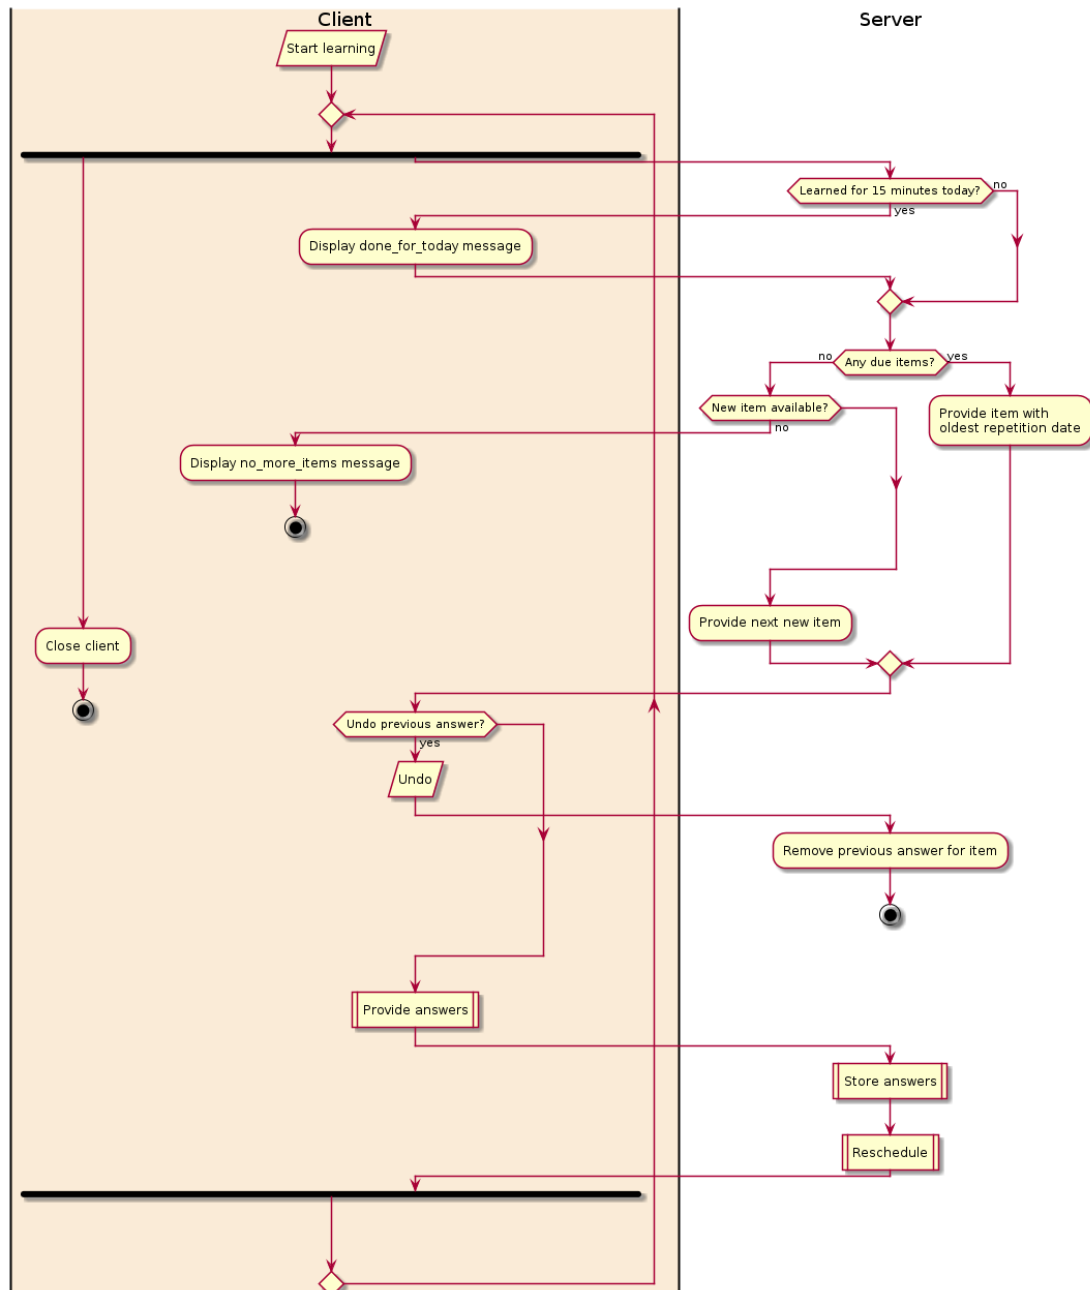 Client
Server
Start learning
Learned for 15 minutes today?
no
yes
Display done_for_today message
no
Any due items?
yes
New item available?
no
Provide item with
oldest repetition date
Display no_more_items message
Provide next new item
Close client
Undo previous answer?
yes
Undo
Remove previous answer for item
Provide answers
Store answers
Reschedule